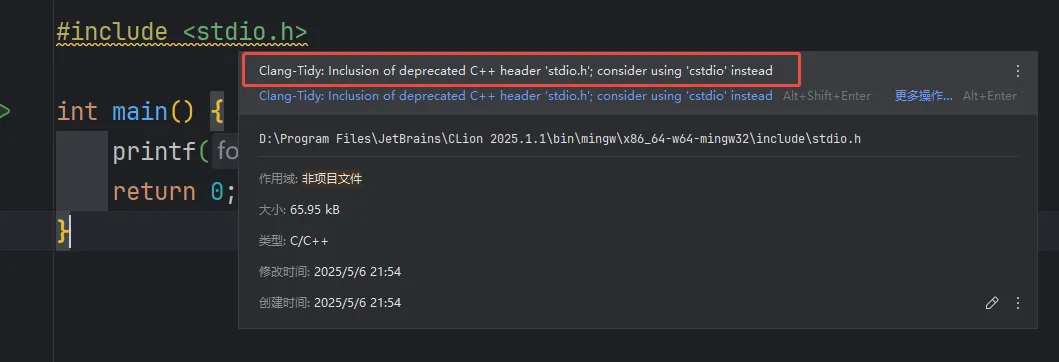 #include <stdio.h>
Clang-Tidy: Inclusion of deprecated C++ header 'stdio.h'; consider using 'cstdio' instead
Clang-Tidy: Inclusion of deprecated C++ header 'stdio.h'; consider using 'cstdio' instead Alt+Shift+Enter 更多操作... Alt+Enter
int main() {
D:\Program Files\JetBrains\CLion 2025.1.1\bin\mingw\x86_64-w64-mingw32\include\stdio.h
printf( fo
作用域: 非项目文件
return 0;
大小: 65.95 kB
}
类型: C/C++
修改时间: 2025/5/6 21:54
创建时间: 2025/5/6 21:54